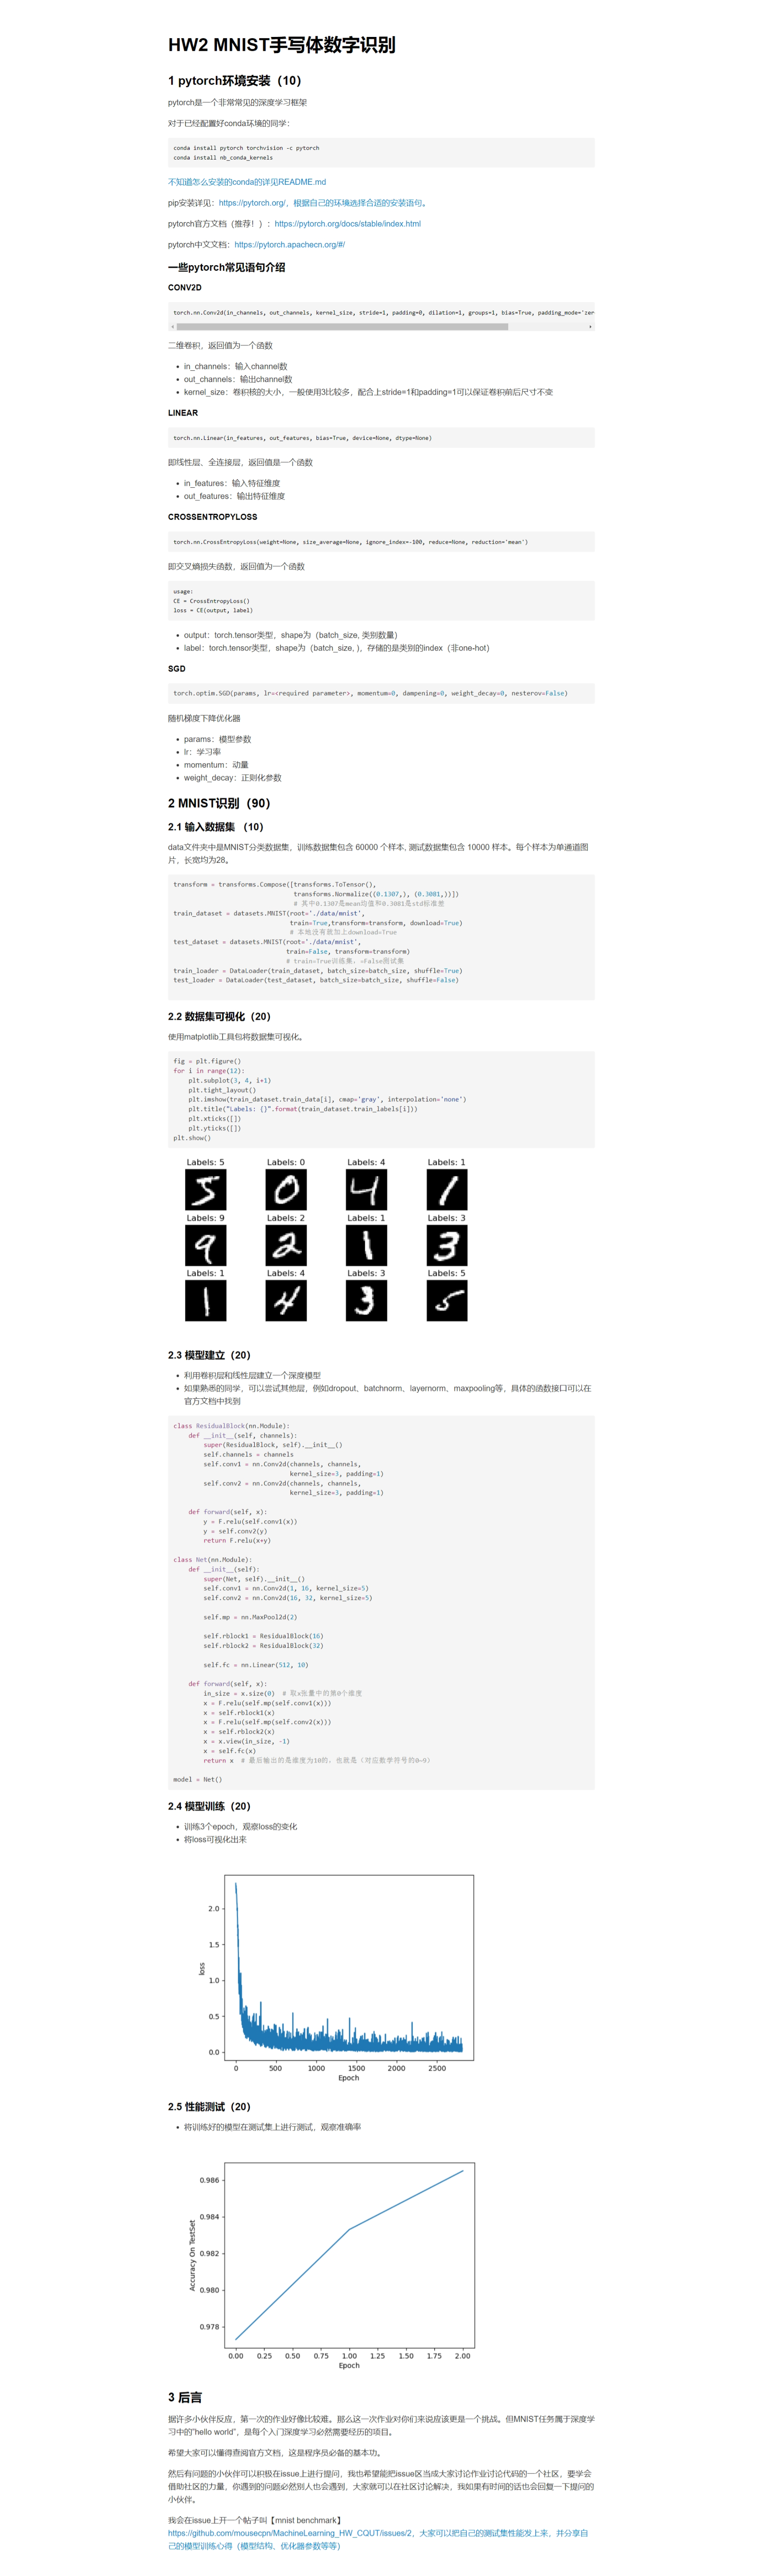 HW2 MNIST手写体数字识别
1 pytorch环境安装（10）
pytorch是一个非常常见的深度学习框架
对于已经配置好conda环境的同学：
conda install pytorch torchvision -c pytorch
conda install nb_conda_kernels
不知道怎么安装的conda的详见README.md
pip安装详见：https://pytorch.org/，根据自己的环境选择合适的安装语句。
pytorch官方文档（推荐！）：https://pytorch.org/docs/stable/index.html
pytorch中文文档：https://pytorch.apachecn.org/#/
一些pytorch常见语句介绍
CONV2D
torch.nn.Conv2d(in_channels, out_channels, kernel_size, stride=1, padding=0, dilation=1, groups=1, bias=True, padding_mode='zer
二维卷积，返回值为一个函数
• in_channels：输入channel数
• out_channels：输出channel数
• kernel_size：卷积核的大小，一般使用3比较多，配合上stride=1和padding=1可以保证卷积前后尺寸不变
LINEAR
torch.nn.Linear(in_features, out_features, bias=True, device=None, dtype=None)
即线性层、全连接层，返回值是一个函数
• in_features：输入特征维度
• out_features：输出特征维度
CROSSENTROPYLOSS
torch.nn.CrossEntropyLoss(weight=None, size_average=None, ignore_index=-100, reduce=None, reduction='mean')
即交叉熵损失函数，返回值为一个函数
usage:
CE = CrossEntropyLoss()
loss = CE(output, label)
• output：torch.tensor类型，shape为（batch_size, 类别数量）
• label：torch.tensor类型，shape为（batch_size, ），存储的是类别的index（非one-hot）
SGD
torch.optim.SGD(params, lr=<required parameter>, momentum=0, dampening=0, weight_decay=0, nesterov=False)
随机梯度下降优化器
• params：模型参数
• lr：学习率
• momentum：动量
• weight_decay：正则化参数
2 MNIST识别（90）
2.1 输入数据集 （10）
data文件夹中是MNIST分类数据集，训练数据集包含 60000 个样本, 测试数据集包含 10000 样本。每个样本为单通道图
片，长宽均为28。
transform = transforms.Compose([transforms.ToTensor(),
transforms.Normalize((0.1307,), (0.3081,))])
# 其中0.1307是mean均值和0.3081是std标准差
train_dataset = datasets.MNIST(root='./data/mnist',
train=True,transform=transform, download=True)
# 本地没有就加上download=True
test_dataset = datasets.MNIST(root='./data/mnist',
train=False, transform=transform)
# train=True训练集，=False测试集
train_loader = DataLoader(train_dataset, batch_size=batch_size, shuffle=True)
test_loader = DataLoader(test_dataset, batch_size=batch_size, shuffle=False)
2.2 数据集可视化（20）
使用matplotlib工具包将数据集可视化。
fig = plt.figure()
for i in range(12):
plt.subplot(3, 4, i+1)
plt.tight_layout()
plt.imshow(train_dataset.train_data[i], cmap='gray', interpolation='none')
plt.title("Labels: {}".format(train_dataset.train_labels[i]))
plt.xticks([])
plt.yticks([])
plt.show()
Labels: 5 Labels: 0 Labels: 4 Labels: 1
5 0 4 1
Labels: 9 Labels: 2 Labels: 1 Labels: 3
9 2 1 3
Labels: 1 Labels: 4 Labels: 3 Labels: 5
1 4 3 5
2.3 模型建立（20）
• 利用卷积层和线性层建立一个深度模型
• 如果熟悉的同学，可以尝试其他层，例如dropout、batchnorm、layernorm、maxpooling等，具体的函数接口可以在
官方文档中找到
class ResidualBlock(nn.Module):
def __init__(self, channels):
super(ResidualBlock, self).__init__()
self.channels = channels
self.conv1 = nn.Conv2d(channels, channels,
kernel_size=3, padding=1)
self.conv2 = nn.Conv2d(channels, channels,
kernel_size=3, padding=1)
def forward(self, x):
y = F.relu(self.conv1(x))
y = self.conv2(y)
return F.relu(x+y)
class Net(nn.Module):
def __init__(self):
super(Net, self).__init__()
self.conv1 = nn.Conv2d(1, 16, kernel_size=5)
self.conv2 = nn.Conv2d(16, 32, kernel_size=5)
self.mp = nn.MaxPool2d(2)
self.rblock1 = ResidualBlock(16)
self.rblock2 = ResidualBlock(32)
self.fc = nn.Linear(512, 10)
def forward(self, x):
in_size = x.size(0)  # 取x张量中的第0个维度
x = F.relu(self.mp(self.conv1(x)))
x = self.rblock1(x)
x = F.relu(self.mp(self.conv2(x)))
x = self.rblock2(x)
x = x.view(in_size, -1)
x = self.fc(x)
return x  # 最后输出的是维度为10的，也就是（对应数学符号的0~9）
model = Net()
2.4 模型训练（20）
• 训练3个epoch，观察loss的变化
• 将loss可视化出来
2.0
1.5
1.0
0.5
0.0
loss
0 500 1000 1500 2000 2500
Epoch
2.5 性能测试（20）
• 将训练好的模型在测试集上进行测试，观察准确率
0.986
0.984
0.982
0.980
0.978
Accuracy On TestSet
0.00 0.25 0.50 0.75 1.00 1.25 1.50 1.75 2.00
Epoch
3 后言
据许多小伙伴反应，第一次的作业好像比较难。那么这一次作业对你们来说应该更是一个挑战。但MNIST任务属于深度学
习中的”hello world”，是每个入门深度学习必然需要经历的项目。
希望大家可以懂得查阅官方文档，这是程序员必备的基本功。
然后有问题的小伙伴可以积极在issue上进行提问，我也希望能把issue区当成大家讨论作业讨论代码的一个社区，要学会
借助社区的力量，你遇到的问题必然别人也会遇到，大家就可以在社区讨论解决，我如果有时间的话也会回复一下提问的
小伙伴。
我会在issue上开一个帖子叫【mnist benchmark】
https://github.com/mousecpn/MachineLearning_HW_CQUT/issues/2，大家可以把自己的测试集性能发上来，并分享自
己的模型训练心得（模型结构、优化器参数等等）